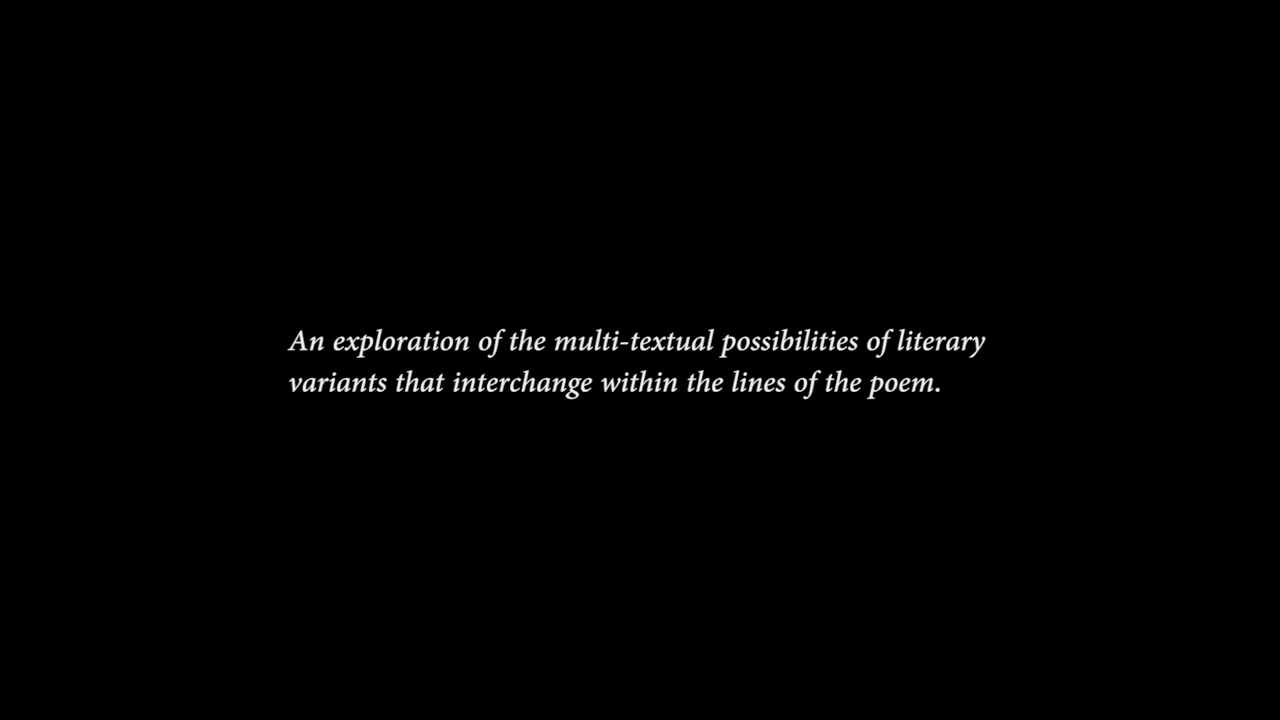 An exploration of the multi-textual possibilities of literary
variants that interchange within the lines of the poem.